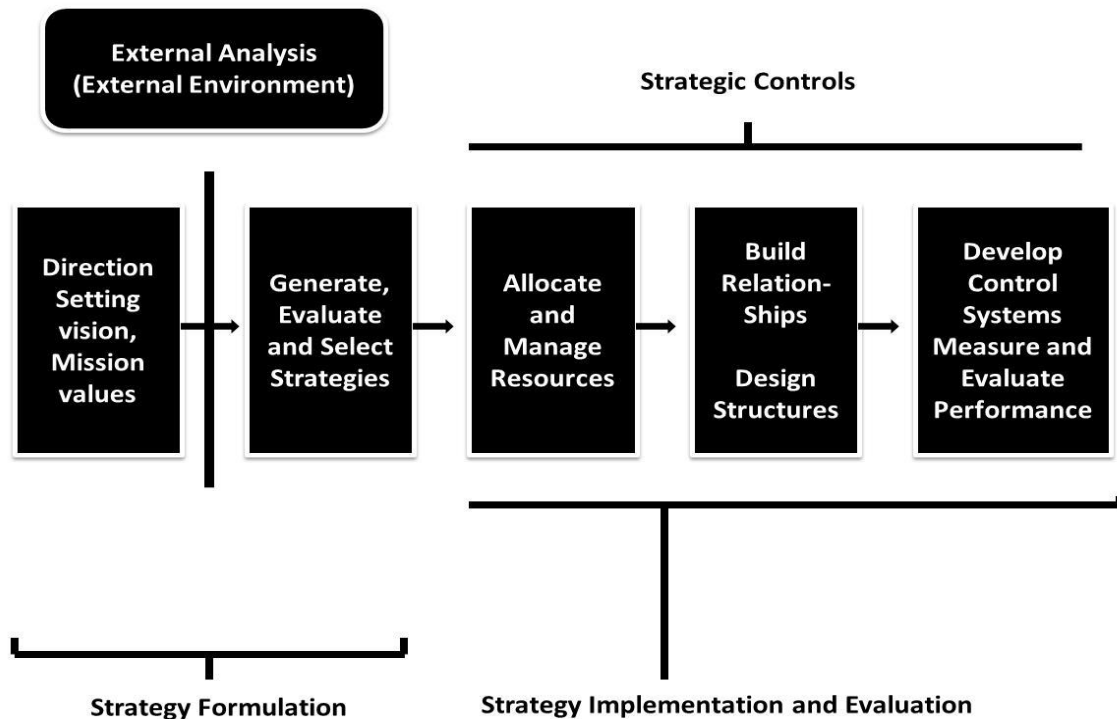 External Analysis
(External Environment)
Strategic Controls
Direction
Setting
vision,
Mission
values
Generate,
Evaluate
and Select
Strategies
Allocate
and
Manage
Resources
Build
Relation-
Ships
Design
Structures
Develop
Control
Systems
Measure and
Evaluate
Performance
Strategy Formulation
Strategy Implementation and Evaluation